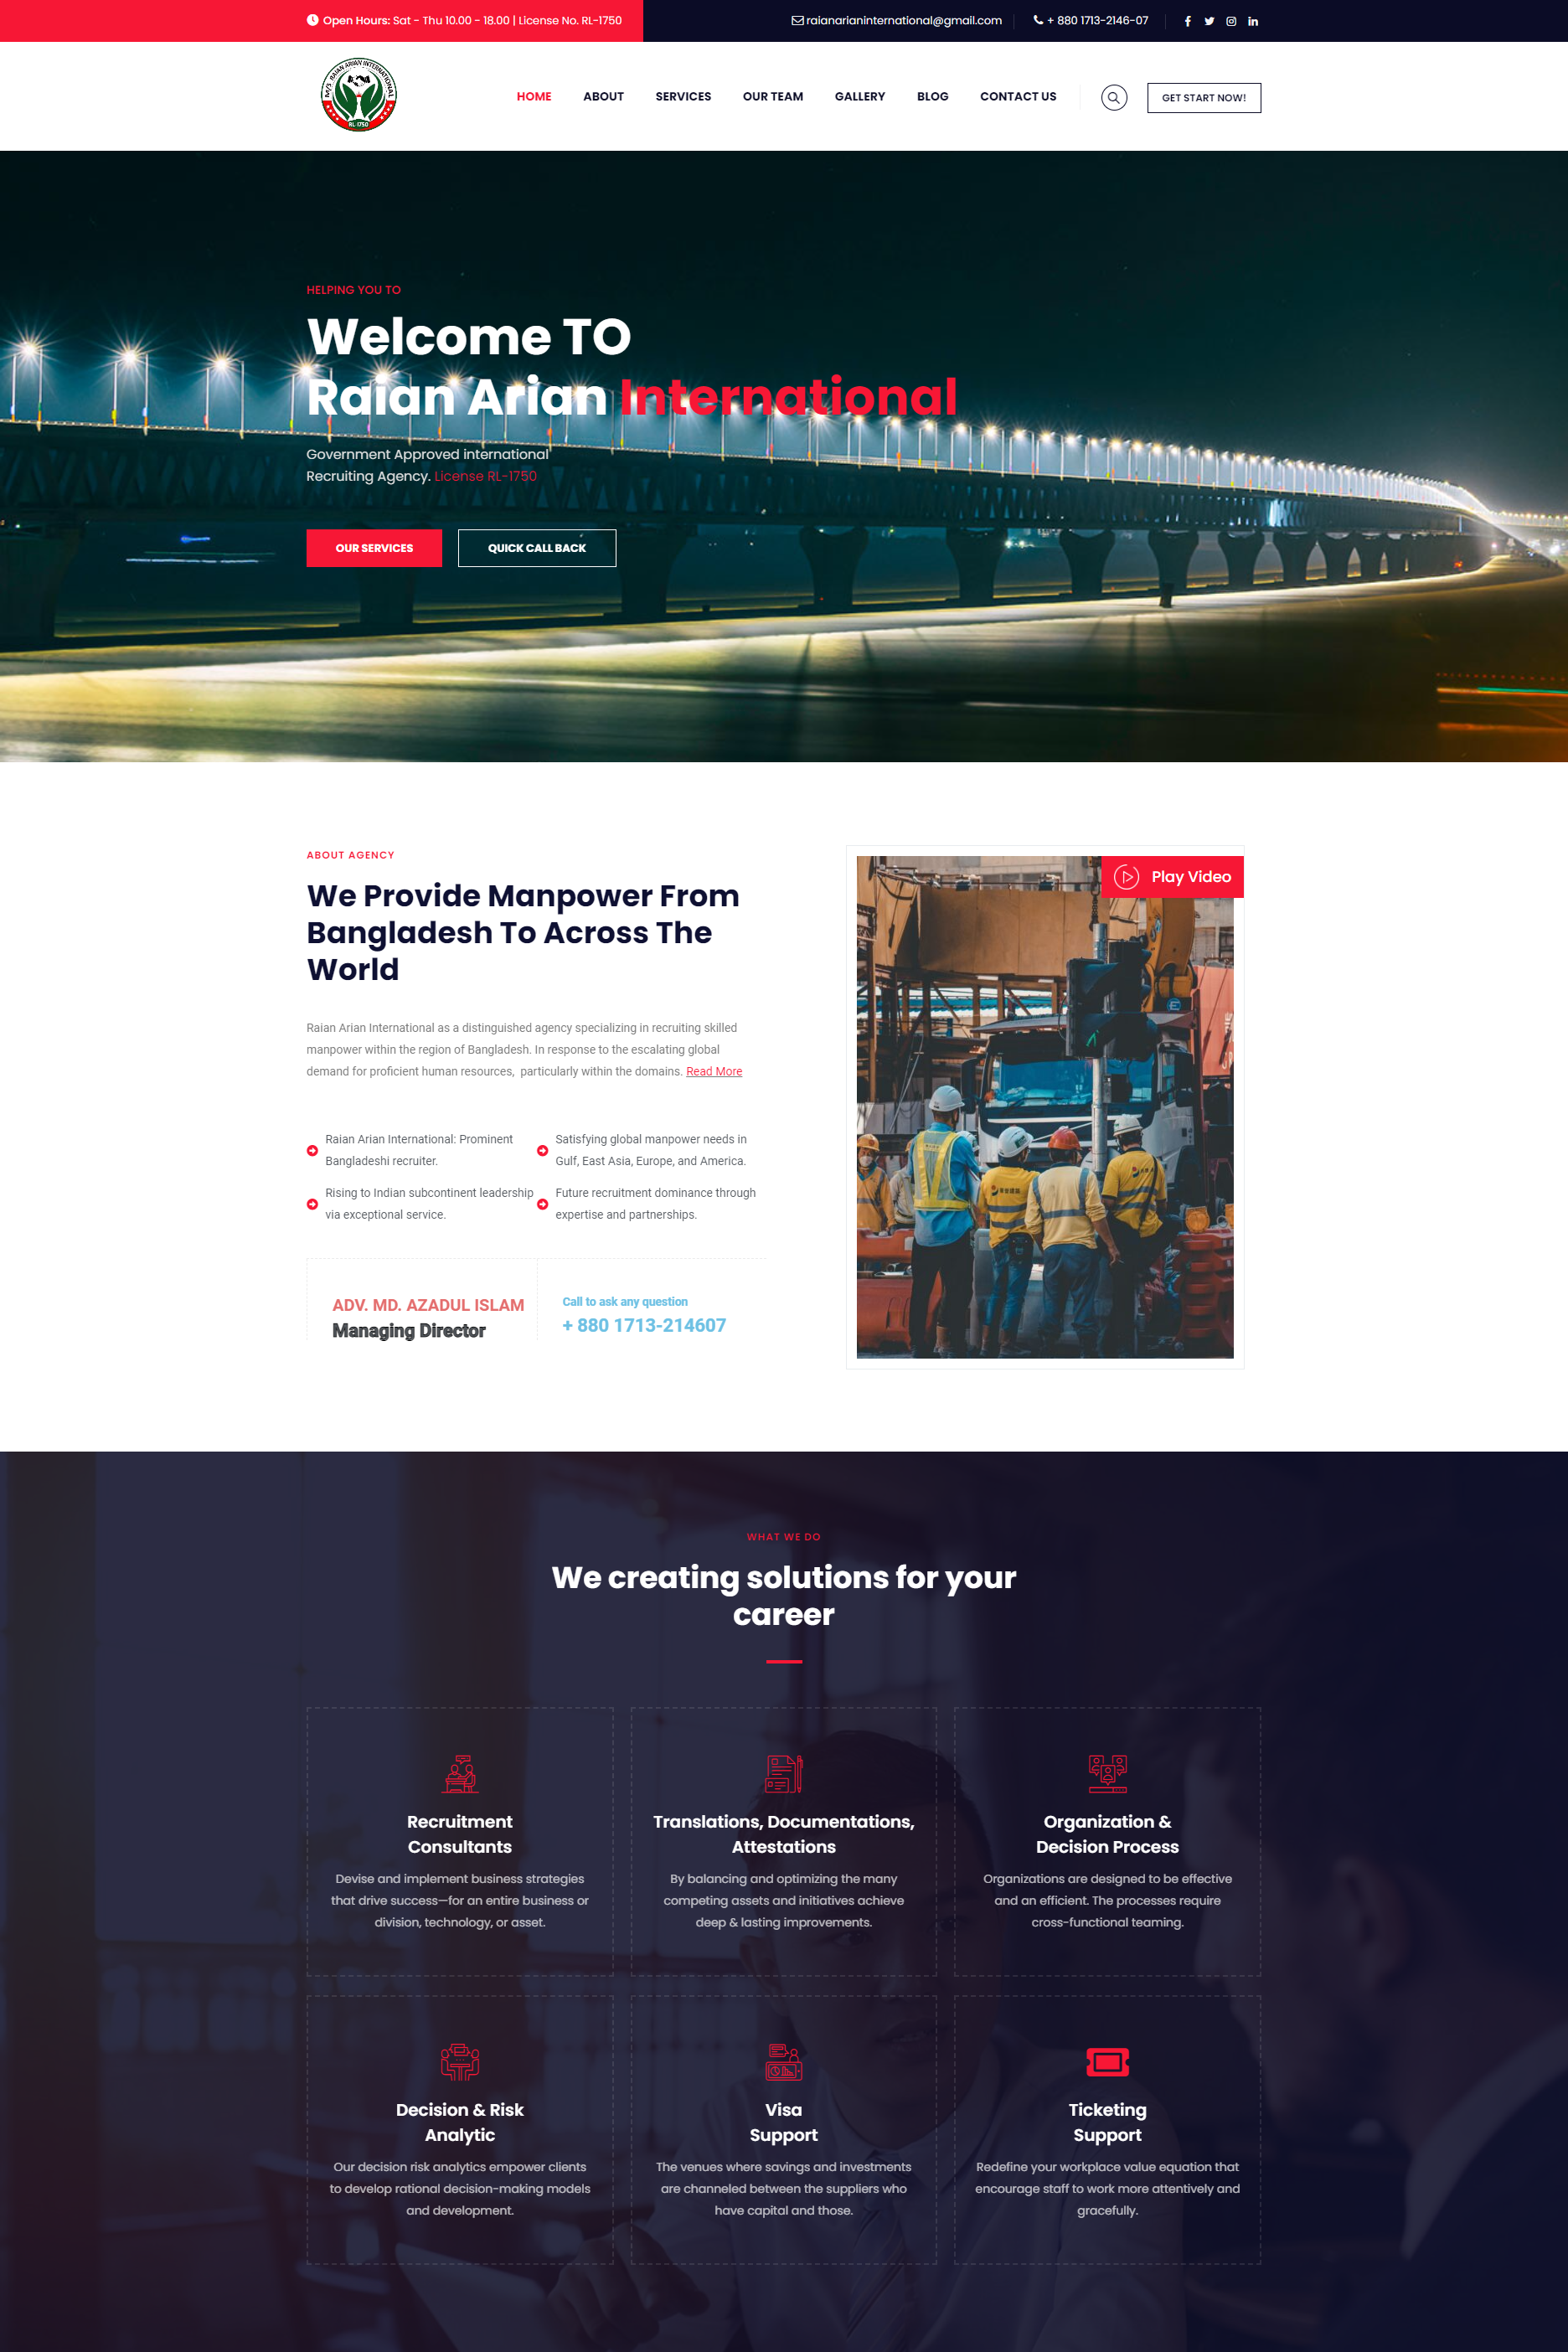 Open Hours: Sat - Thu 10.00 - 18.00 | License No. RL-1750
raianarianinternational@gmail.com
+ 880 1713-2146-07
M/S. RAIAN ARIAN INTERNATIONAL
RL-1750
HOME
ABOUT
SERVICES
OUR TEAM
GALLERY
BLOG
CONTACT US
GET START NOW!
HELPING YOU TO
Welcome TO
Raian Arian International
Government Approved international
Recruiting Agency. License RL-1750
OUR SERVICES
QUICK CALL BACK
ABOUT AGENCY
We Provide Manpower From
Bangladesh To Across The
World
Raian Arian International as a distinguished agency specializing in recruiting skilled
manpower within the region of Bangladesh. In response to the escalating global
demand for proficient human resources,  particularly within the domains. Read More
Raian Arian International: Prominent
Bangladeshi recruiter.
Satisfying global manpower needs in
Gulf, East Asia, Europe, and America.
Rising to Indian subcontinent leadership
via exceptional service.
Future recruitment dominance through
expertise and partnerships.
ADV. MD. AZADUL ISLAM
Managing Director
Call to ask any question
+ 880 1713-214607
Play Video
WHAT WE DO
We creating solutions for your
career
Recruitment
Consultants
Devise and implement business strategies
that drive success—for an entire business or
division, technology, or asset.
Translations, Documentations,
Attestations
By balancing and optimizing the many
competing assets and initiatives achieve
deep & lasting improvements.
Organization &
Decision Process
Organizations are designed to be effective
and an efficient. The processes require
cross-functional teaming.
Decision & Risk
Analytic
Our decision risk analytics empower clients
to develop rational decision-making models
and development.
Visa
Support
The venues where savings and investments
are channeled between the suppliers who
have capital and those.
Ticketing
Support
Redefine your workplace value equation that
encourage staff to work more attentively and
gracefully.